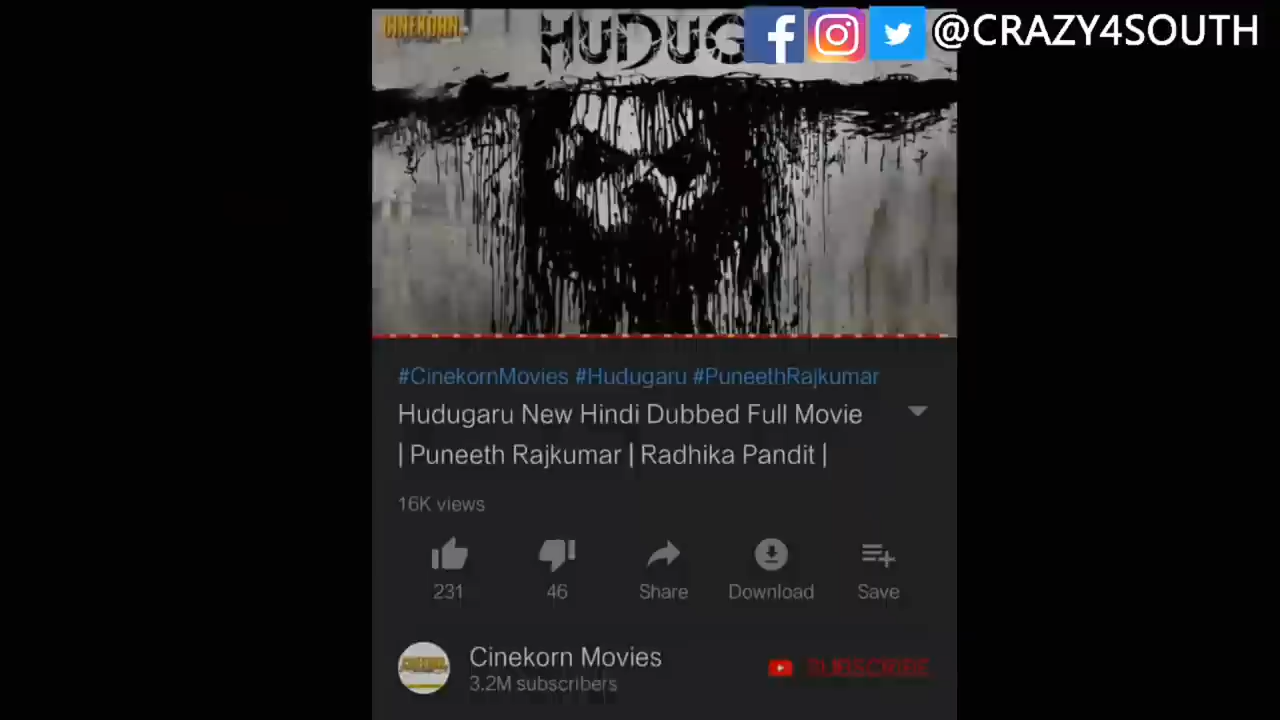 CINEKORN
HUDUG
@CRAZY4SOUTH
#CinekornMovies #Hudugaru #PuneethRajkumar
Hudugaru New Hindi Dubbed Full Movie
| Puneeth Rajkumar | Radhika Pandit |
16K views
231
46
Share
Download
Save
Cinekorn Movies
3.2M subscribers
SUBSCRIBE